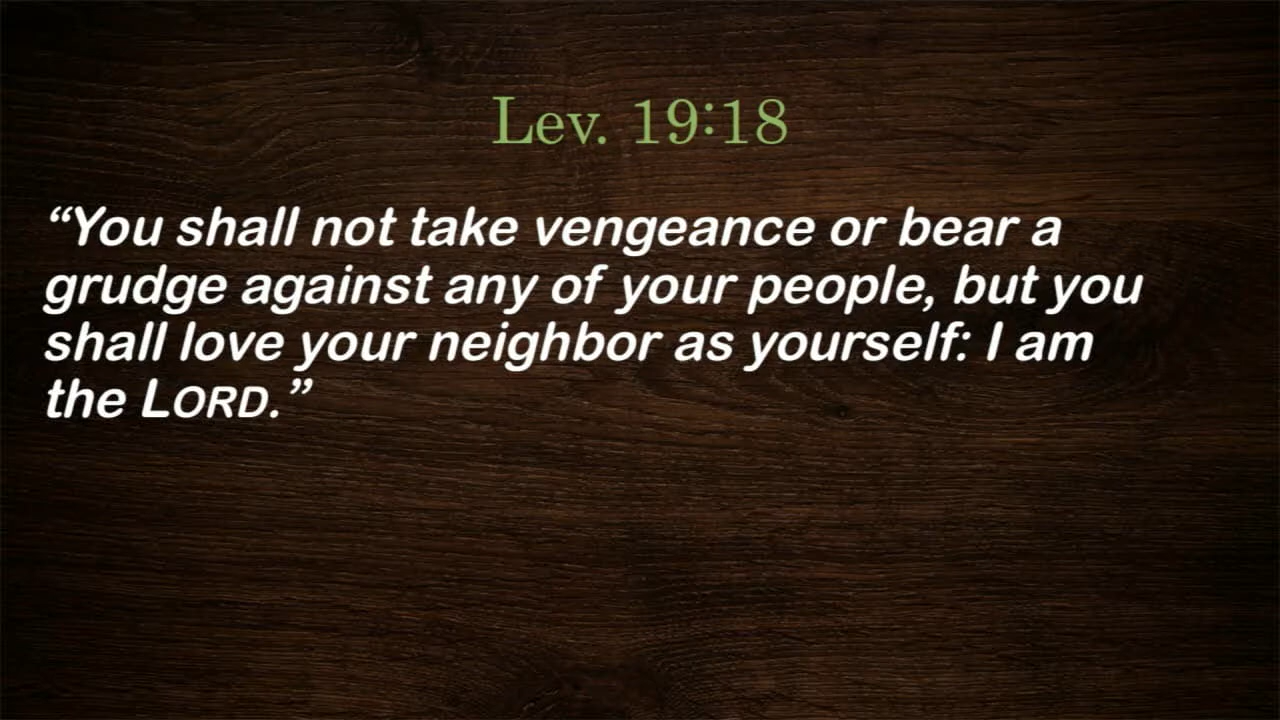 Lev. 19:18
“You shall not take vengeance or bear a
grudge against any of your people, but you
shall love your neighbor as yourself: I am
the LORD.”